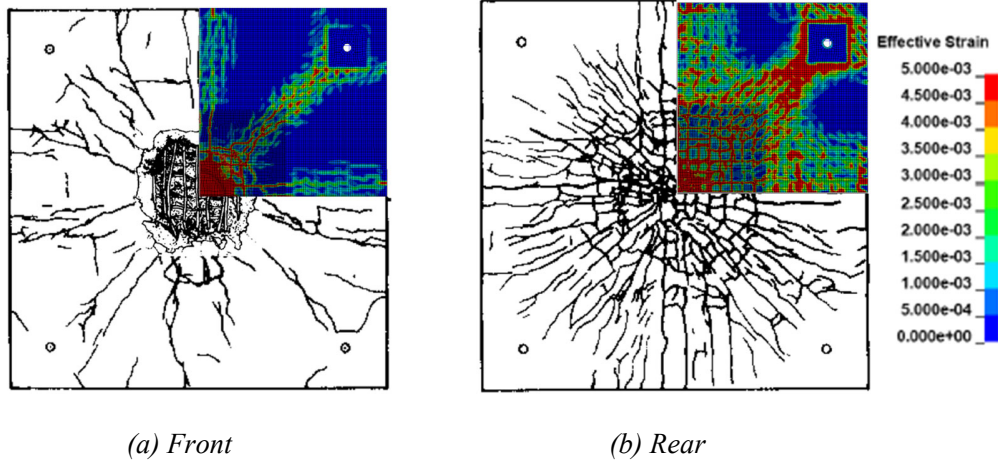 Effective Strain
5.000e-03
4.500e-03
4.000e-03
3.500e-03
3.000e-03
2.500e-03
2.000e-03
1.500e-03
1.000e-03
5.000e-04
0.000e+00
(a) Front
(b) Rear